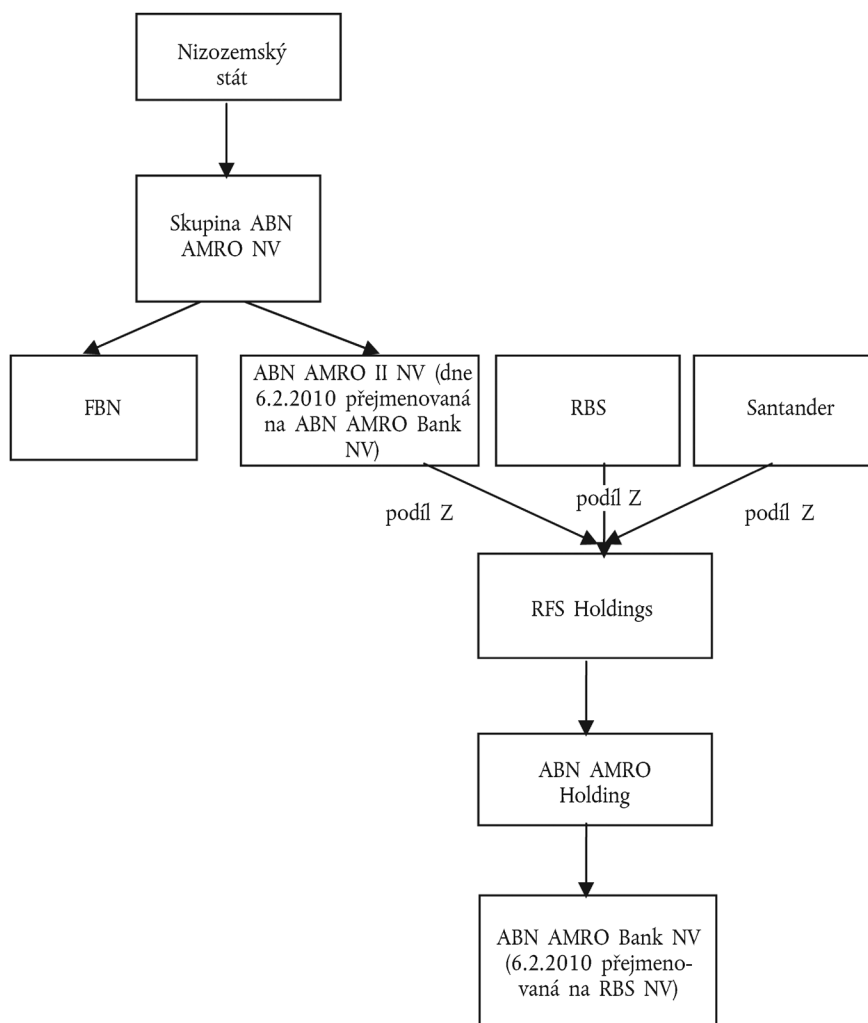 Nizozemský
stát
Skupina ABN
AMRO NV
FBN
ABN AMRO II NV (dne
6.2.2010 přejmenovaná
na ABN AMRO Bank
NV)
RBS
Santander
podíl Z
podíl Z
podíl Z
RFS Holdings
ABN AMRO
Holding
ABN AMRO Bank NV
(6.2.2010 přejmeno-
vaná na RBS NV)